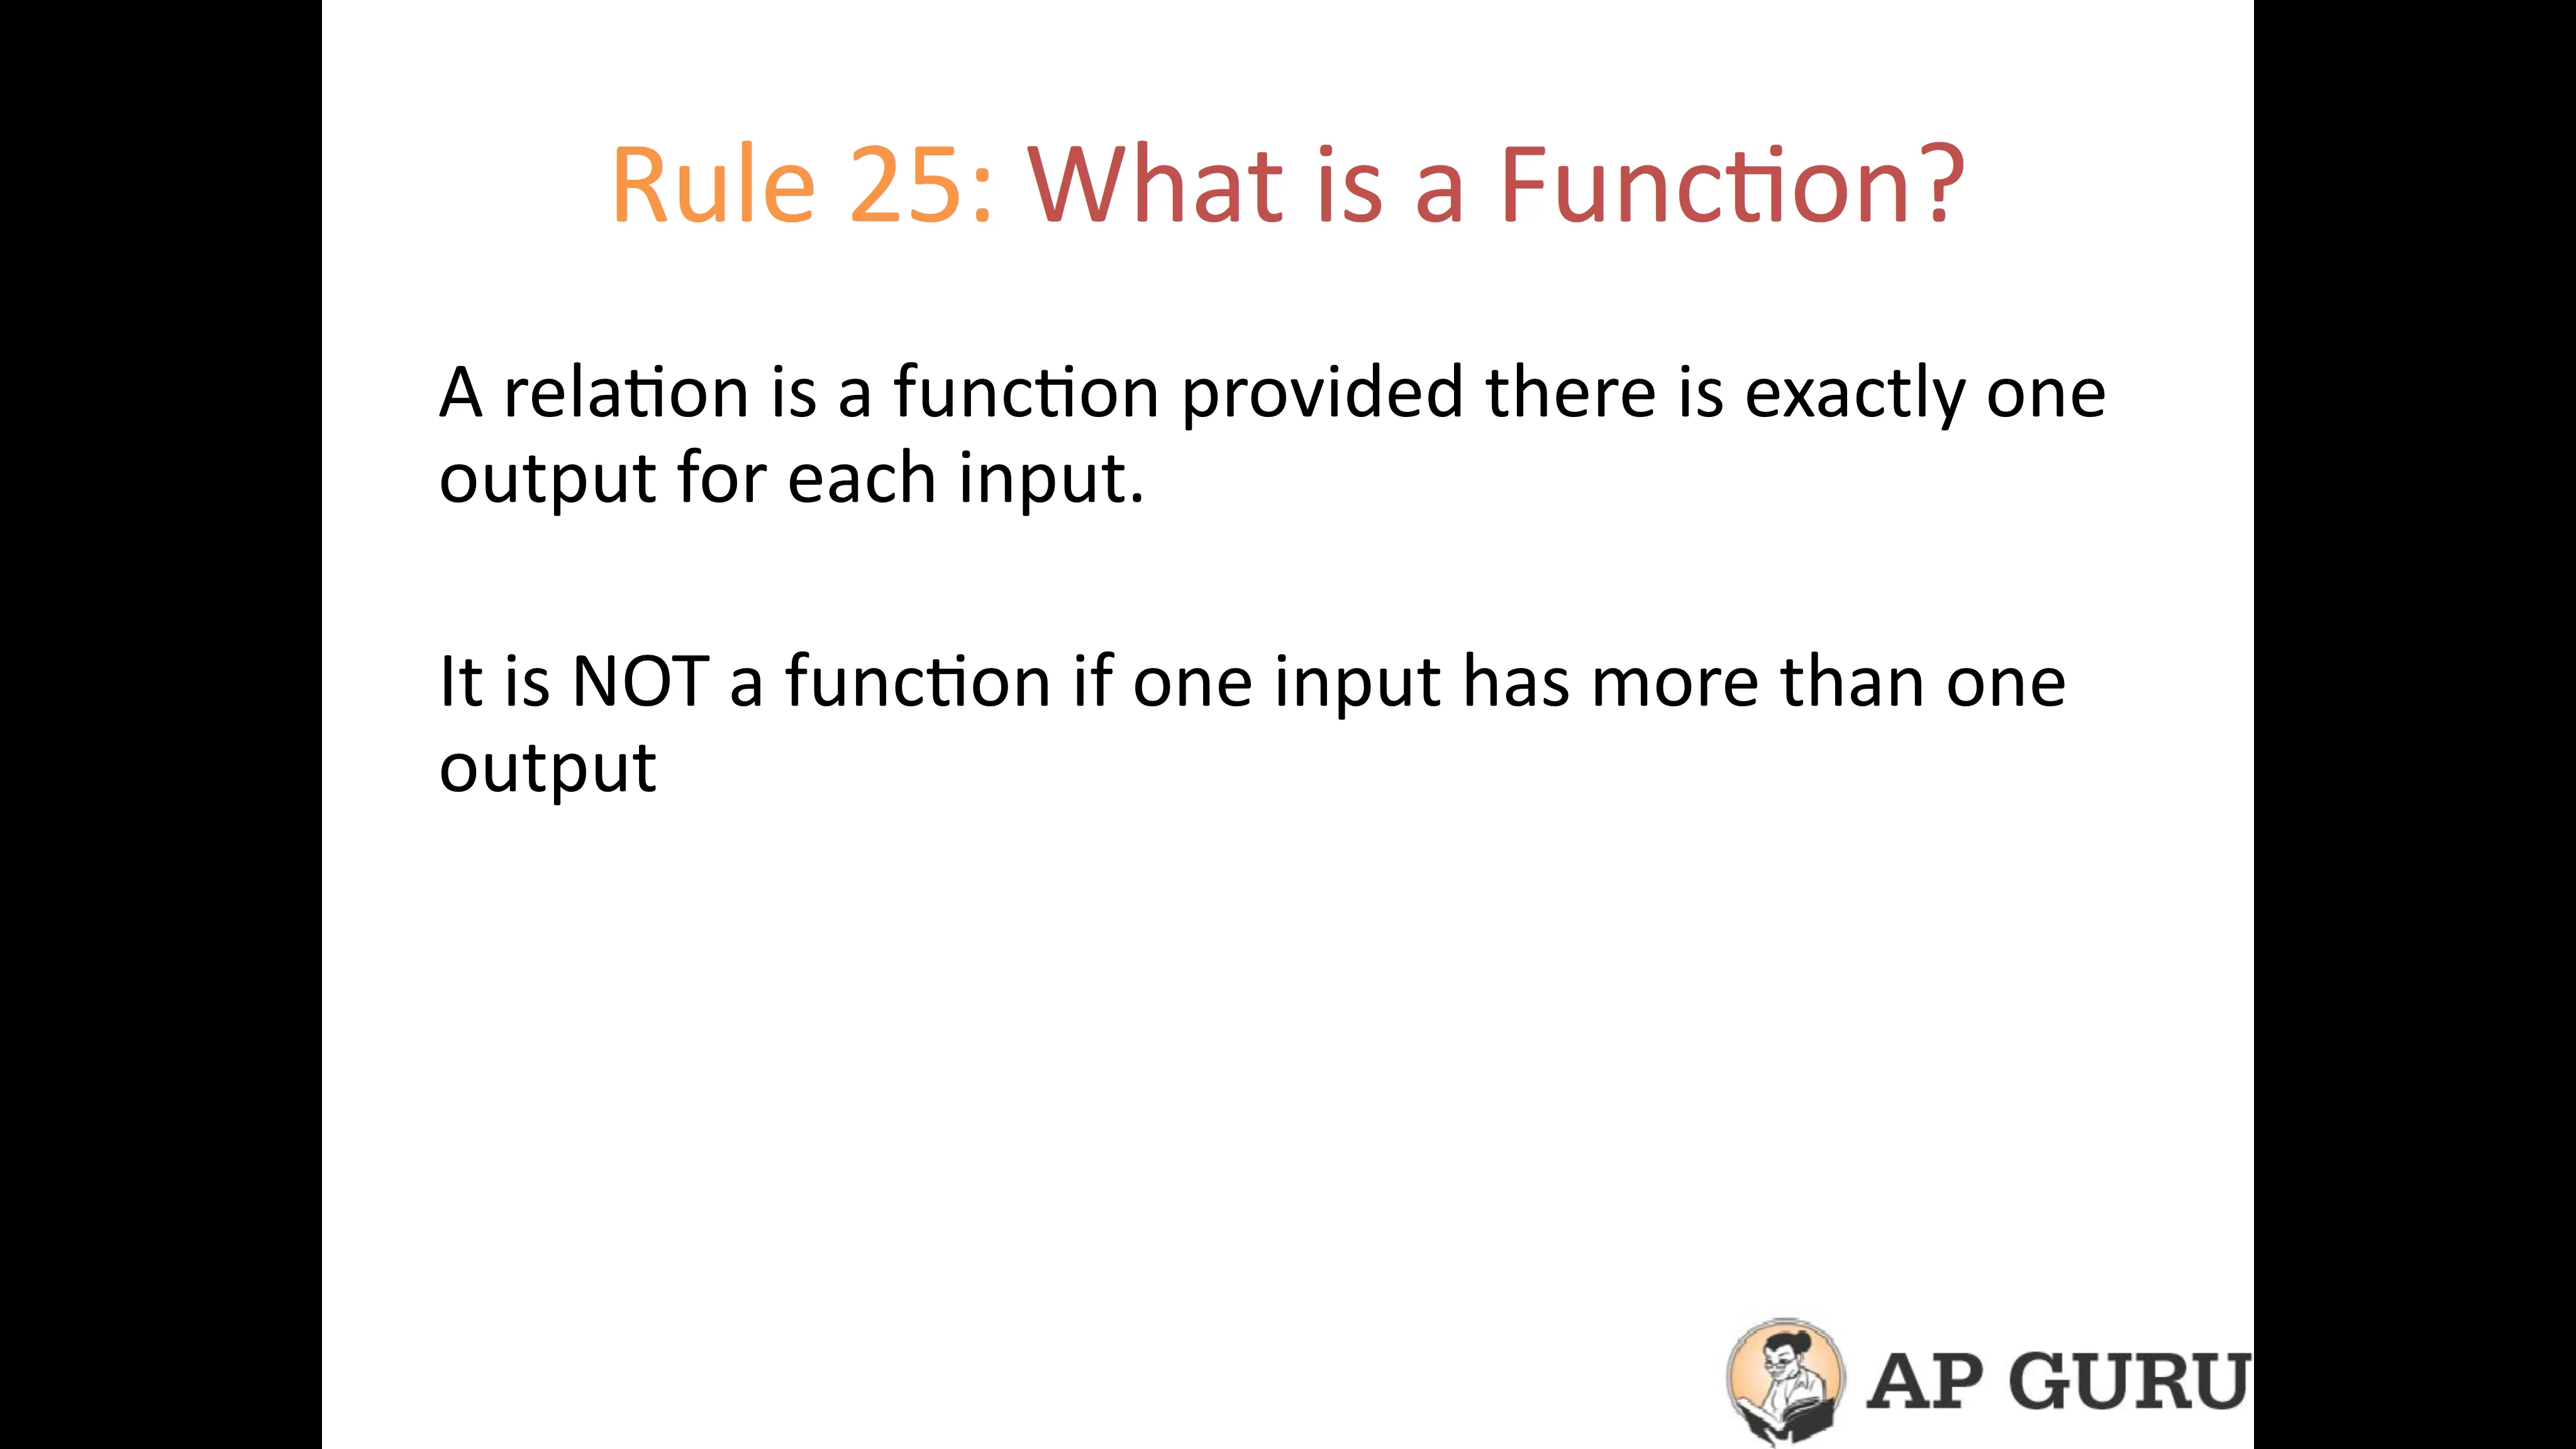 Rule 25: What is a Function?
A relation is a function provided there is exactly one
output for each input.
It is NOT a function if one input has more than one
output
AP GURU